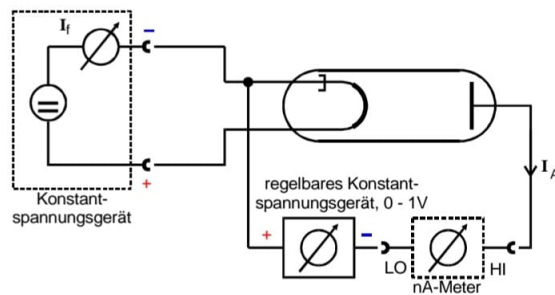 I_f
−
+
Konstant-
spannungsgerät
regelbares Konstant-
spannungsgerät, 0 - 1V
+
−
LO
HI
nA-Meter
I_A